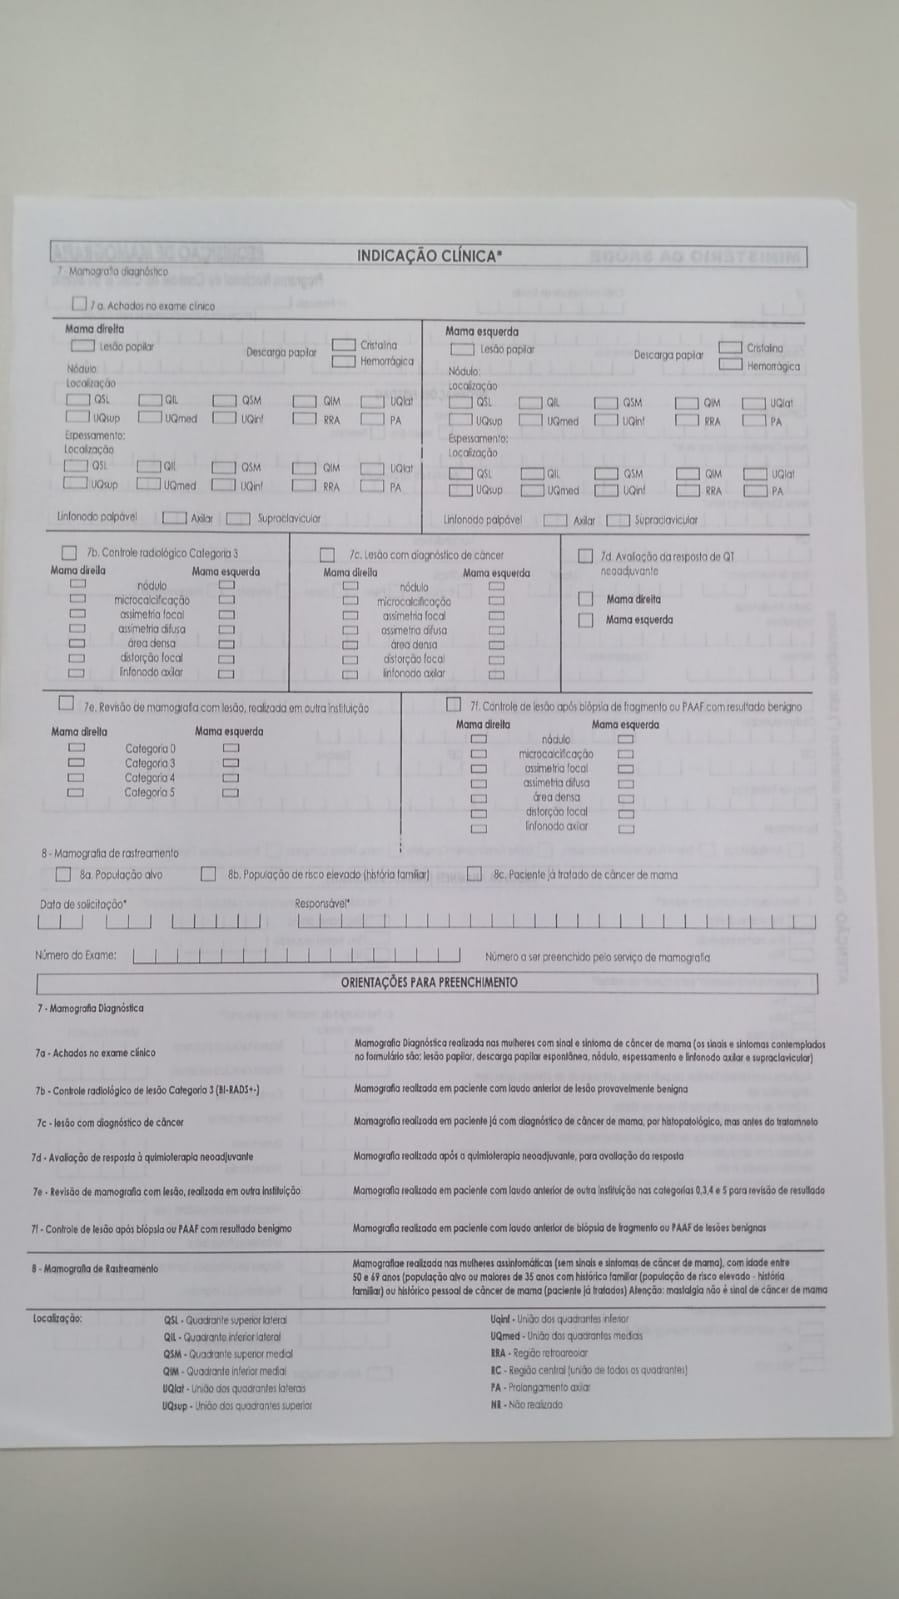 INDICAÇÃO CLÍNICA*
7 - Mamografia diagnóstico
7 a. Achados no exame clínico
Mama direita
Lesão papilar
Descarga papilar
Cristalina
Hemorrágica
Nódulo
Localização
QSL QIL QSM QIM UQlat
UQsup UQmed UQinf RRA PA
Espessamento:
Localização
QSL QIL QSM QIM UQlat
UQsup UQmed UQinf RRA PA
Linfonodo palpável Axilar Supraclavicular
Mama esquerda
Lesão papilar
Descarga papilar
Cristalina
Hemorrágica
Nódulo:
Localização
QSL QIL QSM QIM UQlat
UQsup UQmed UQinf RRA PA
Espessamento:
Localização
QSL QIL QSM QIM UQlat
UQsup UQmed UQinf RRA PA
Linfonodo palpável Axilar Supraclavicular
7b. Controle radiológico Categoria 3
Mama direita Mama esquerda
nódulo
microcalcificação
assimetria focal
assimetria difusa
área densa
distorção focal
linfonodo axilar
7c. Lesão com diagnóstico de câncer
Mama direita Mama esquerda
nódulo
microcalcificação
assimetria focal
assimetria difusa
área densa
distorção focal
linfonodo axilar
7d. Avaliação da resposta de QT
neoadjuvante
Mama direita
Mama esquerda
7e. Revisão de mamografia com lesão, realizada em outra instituição
Mama direita Mama esquerda
Categoria 0
Categoria 3
Categoria 4
Categoria 5
7f. Controle de lesão após biópsia de fragmento ou PAAF com resultado benigno
Mama direita Mama esquerda
nódulo
microcalcificação
assimetria focal
assimetria difusa
área densa
distorção focal
linfonodo axilar
8 - Mamografia de rastreamento
8a. População alvo 8b. População de risco elevado (história familiar) 8c. Paciente já tratado de câncer de mama
Data de solicitação* Responsável*
Número do Exame: Número a ser preenchido pelo serviço de mamografia
ORIENTAÇÕES PARA PREENCHIMENTO
7 - Mamografia Diagnóstica
7a - Achados no exame clínico
Mamografia Diagnóstica realizada nas mulheres com sinal e sintoma de câncer de mama (os sinais e sintomas contemplados
no formulário são: lesão papilar, descarga papilar espontânea, nódulo, espessamento e linfonodo axilar e supraclavicular)
7b - Controle radiológico de lesão Categoria 3 (BI-RADS+-) Mamografia realizada em paciente com laudo anterior de lesão provavelmente benigna
7c - lesão com diagnóstico de câncer Mamografia realizada em paciente já com diagnóstico de câncer de mama, por histopatológico, mas antes do tratamneto
7d - Avaliação de resposta à quimioterapia neoadjuvante Mamografia realizada após a quimioterapia neoadjuvante, para avaliação da resposta
7e - Revisão de mamografia com lesão, realizada em outra instituição Mamografia realizada em paciente com laudo anterior de outra instituição nas categorias 0,3,4 e 5 para revisão de resultado
7f - Controle de lesão após biópsia ou PAAF com resultado benigmo Mamografia realizada em paciente com laudo anterior de biópsia de fragmento ou PAAF de lesões benignas
8 - Mamografia de Rastreamento
Mamografiae realizada nas mulheres assintomáticas (sem sinais e sintomas de câncer de mama), com idade entre
50 e 69 anos (população alvo ou maiores de 35 anos com histórico familiar (população de risco elevado - história
familiar) ou histórico pessoal de câncer de mama (paciente já tratados) Atenção: mastalgia não é sinal de câncer de mama
Localização:
QSL - Quadrante superior lateral
QIL - Quadrante inferior lateral
QSM - Quadrante superior medial
QIM - Quadrante inferior medial
UQlat - União dos quadrantes laterais
UQsup - União dos quadrantes superior
Uqinf - União dos quadrantes inferior
UQmed - União dos quadrantes medias
RRA - Região retroareolar
RC - Região central (união de todos os quadrantes)
PA - Prolongamento axilar
NR - Não realizada